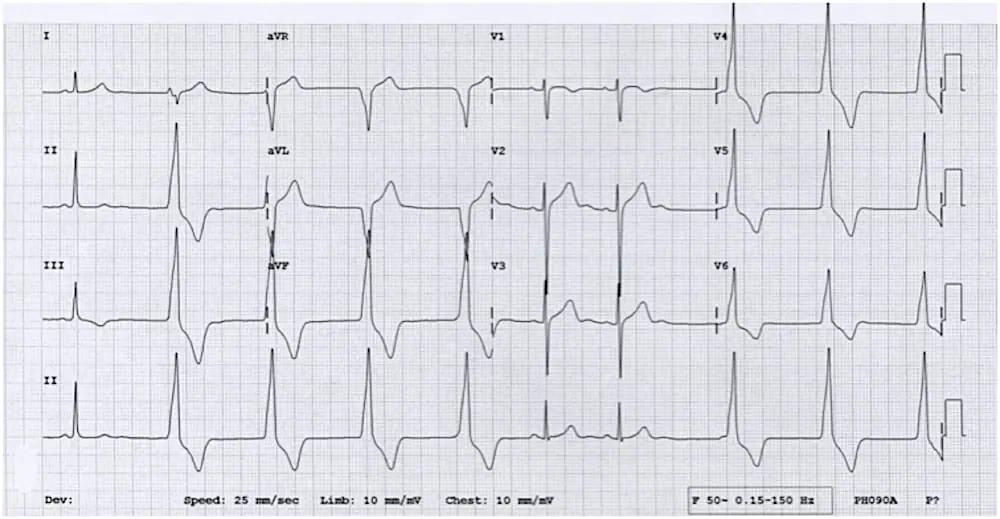 I aVR V1 V4
II aVL V2 V5
III aVF V3 V6
II
Dev: Speed: 25 mm/sec Limb: 10 mm/mV Chest: 10 mm/mV F 50~ 0.15-150 Hz PH090A P?